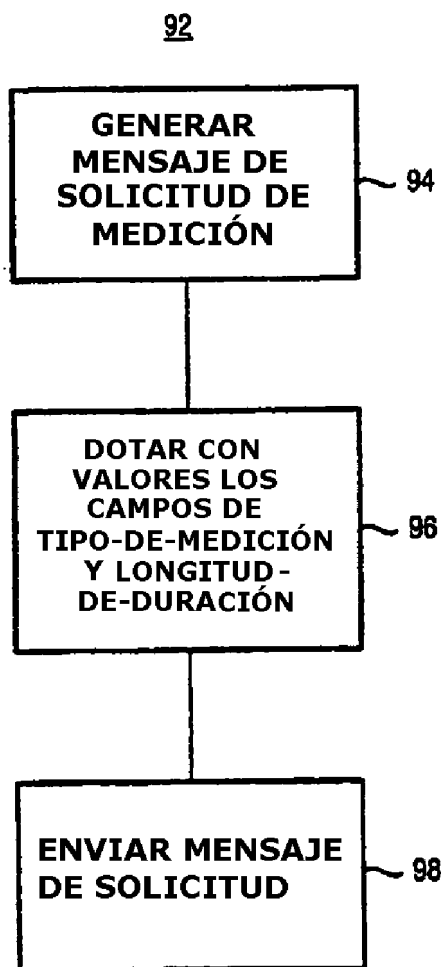 92
GENERAR
MENSAJE DE
SOLICITUD DE
MEDICIÓN
94
DOTAR CON
VALORES LOS
CAMPOS DE
TIPO-DE-MEDICIÓN
Y LONGITUD-
DE-DURACIÓN
96
ENVIAR MENSAJE
DE SOLICITUD
98